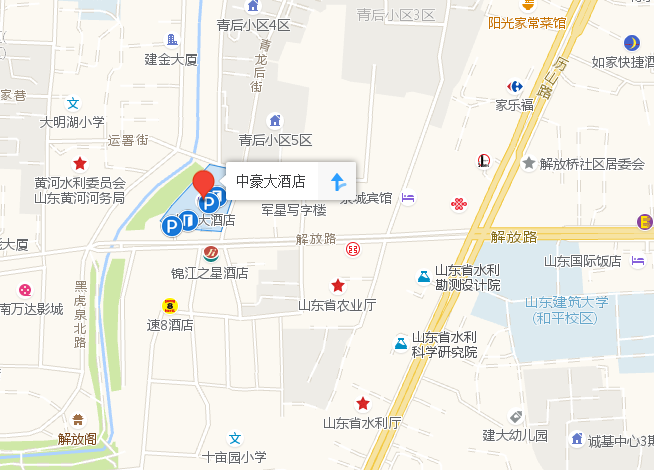 青后小区4区
青后小区3区
阳光家常菜馆
建金大厦
青龙后街
如家快捷酒
历山路
家巷
大明湖小学
家乐福
运署街
青后小区5区
解放桥社区居委会
黄河水利委员会
山东黄河河务局
中豪大酒店
京城宾馆
大酒店
军星写字楼
解放路
解放路
大厦
锦江之星酒店
山东国际饭店
山东省水利
勘测设计院
南万达影城
黑虎泉北路
山东省农业厅
山东建筑大学
(和平校区)
速8酒店
山东省水利
科学研究院
山东省水利厅
解放阁
建大幼儿园
诚基中心3期
十亩园小学